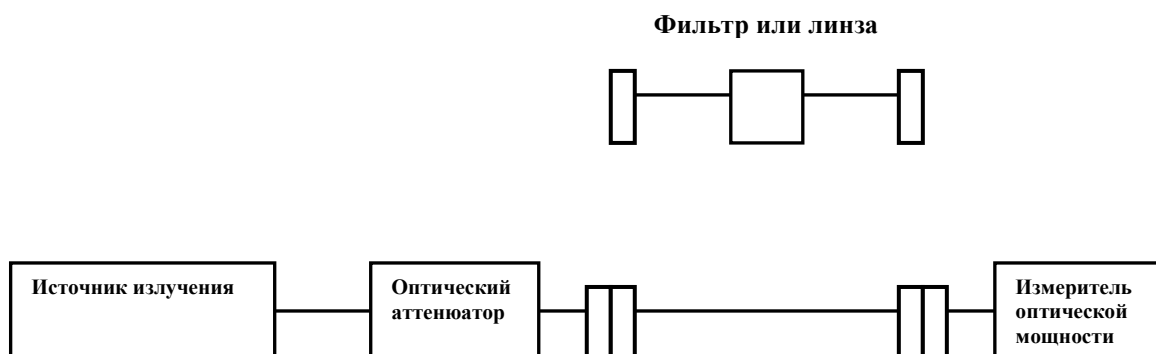 Фильтр или линза
Источник излучения
Оптический
аттенюатор
Измеритель
оптической
мощности